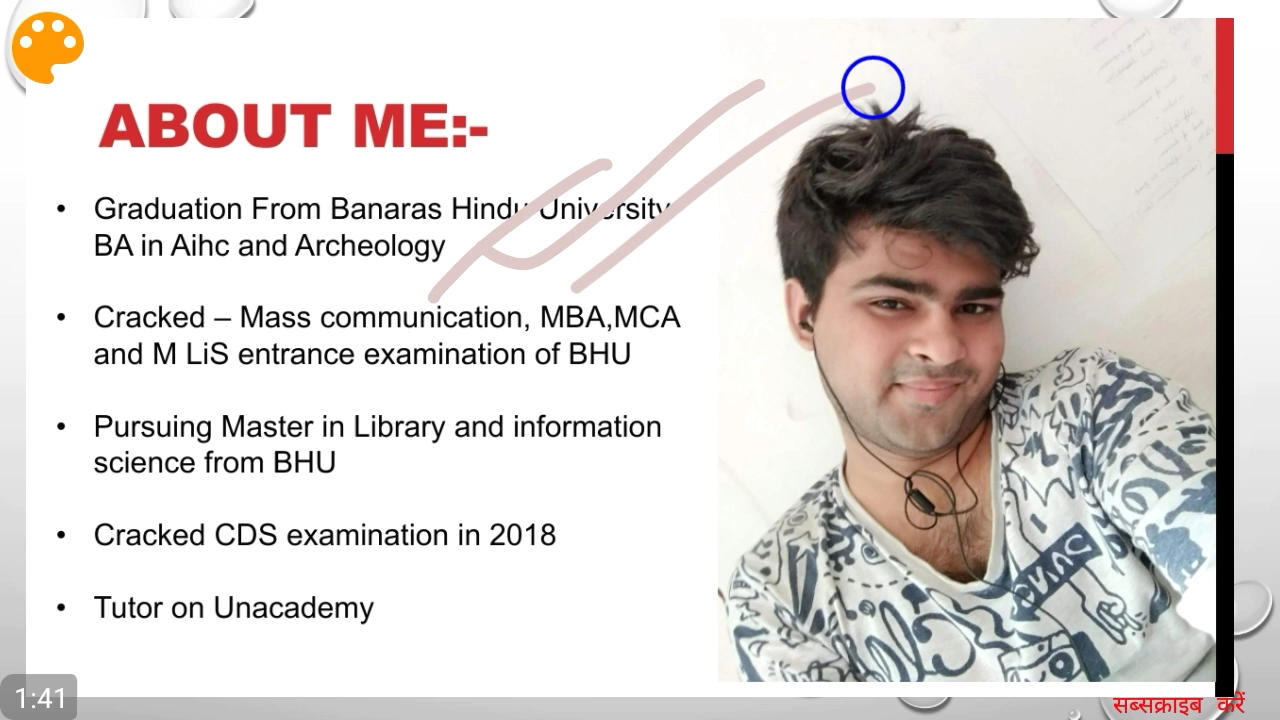 ABOUT ME:-
• Graduation From Banaras Hindu University
BA in Aihc and Archeology
• Cracked – Mass communication, MBA,MCA
and M LiS entrance examination of BHU
• Pursuing Master in Library and information
science from BHU
• Cracked CDS examination in 2018
• Tutor on Unacademy
1:41
सब्सक्राइब करें